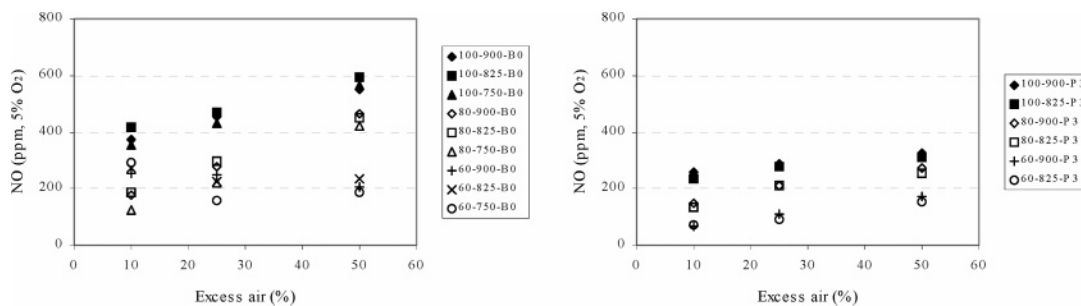 NO (ppm, 5% O2)
800
600
400
200
0
0
10
20
30
40
50
60
Excess air (%)
100-900-B0
100-825-B0
100-750-B0
80-900-B0
80-825-B0
80-750-B0
60-900-B0
60-825-B0
60-750-B0
NO (ppm, 5% O2)
800
600
400
200
0
0
10
20
30
40
50
60
Excess air (%)
100-900-P3
100-825-P3
80-900-P3
80-825-P3
60-900-P3
60-825-P3